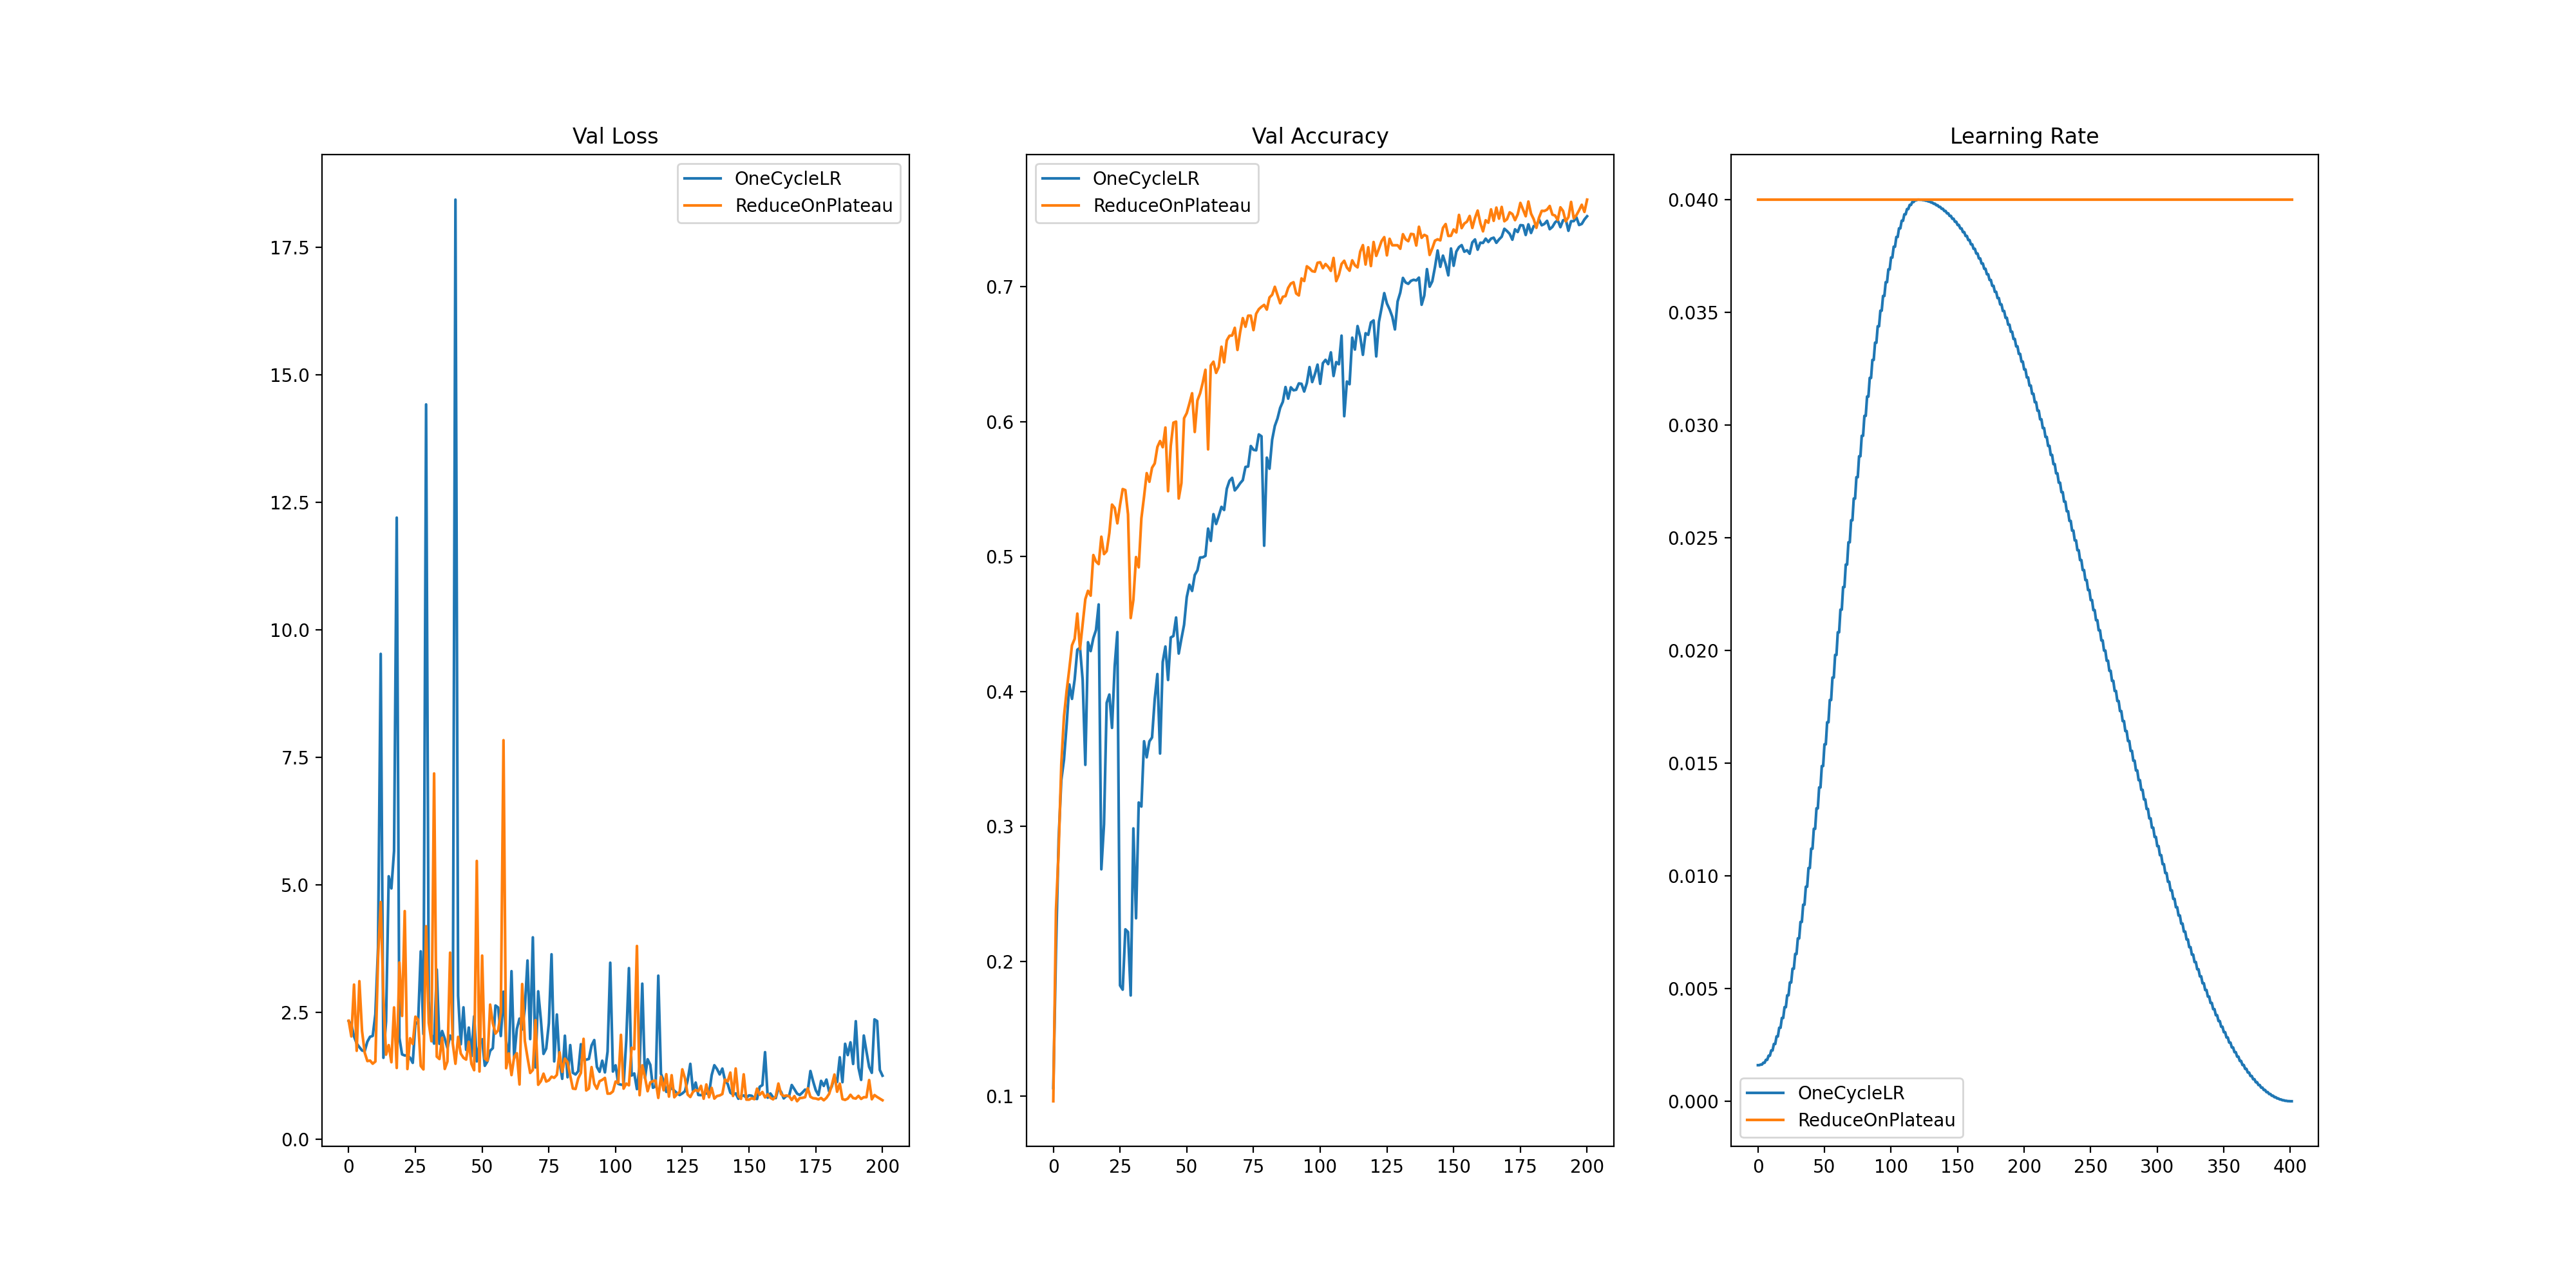 Val Loss
OneCycleLR
ReduceOnPlateau
17.5
15.0
12.5
10.0
7.5
5.0
2.5
0.0
0 25 50 75 100 125 150 175 200
Val Accuracy
OneCycleLR
ReduceOnPlateau
0.7
0.6
0.5
0.4
0.3
0.2
0.1
0 25 50 75 100 125 150 175 200
Learning Rate
0.040
0.035
0.030
0.025
0.020
0.015
0.010
0.005
0.000
OneCycleLR
ReduceOnPlateau
0 50 100 150 200 250 300 350 400